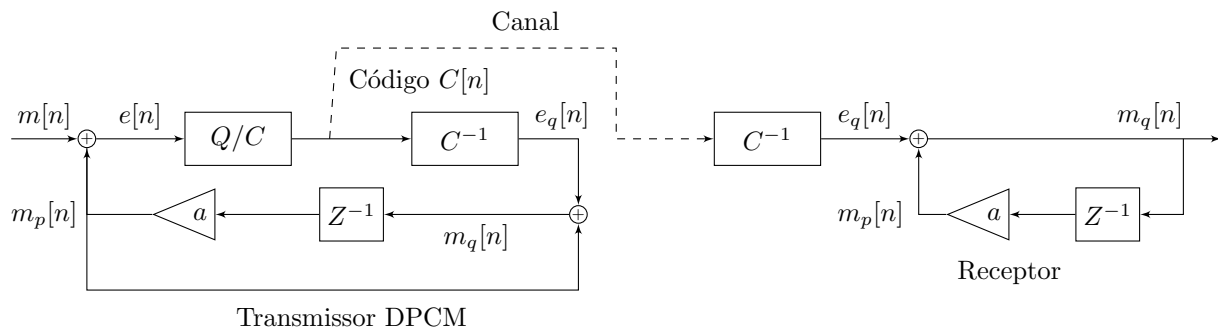 Canal
Código C[n]
m[n]
e[n]
Q/C
C⁻¹
e_q[n]
C⁻¹
e_q[n]
m_q[n]
+
+
+
m_p[n]
a
Z⁻¹
m_q[n]
m_p[n]
a
Z⁻¹
Receptor
Transmissor DPCM